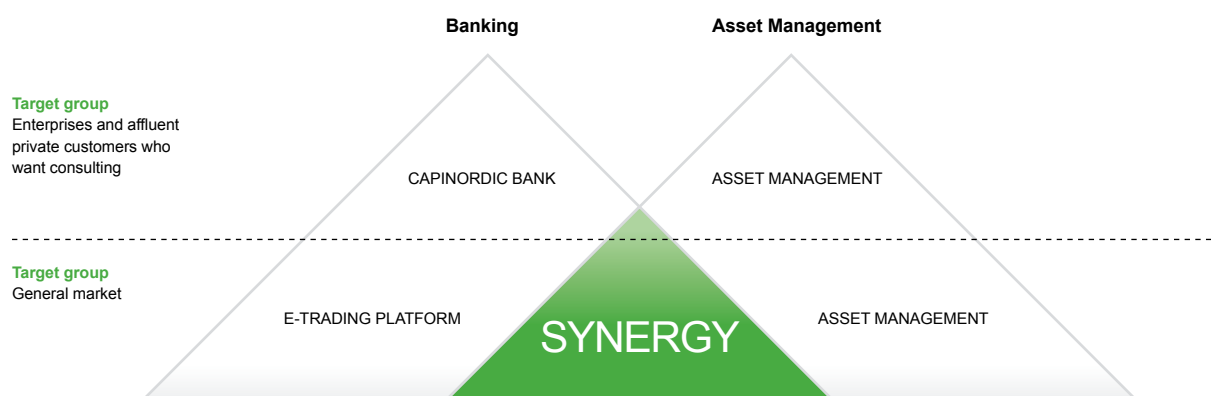 Banking
Asset Management
Target group
Enterprises and affluent
private customers who
want consulting
CAPINORDIC BANK
ASSET MANAGEMENT
Target group
General market
E-TRADING PLATFORM
SYNERGY
ASSET MANAGEMENT